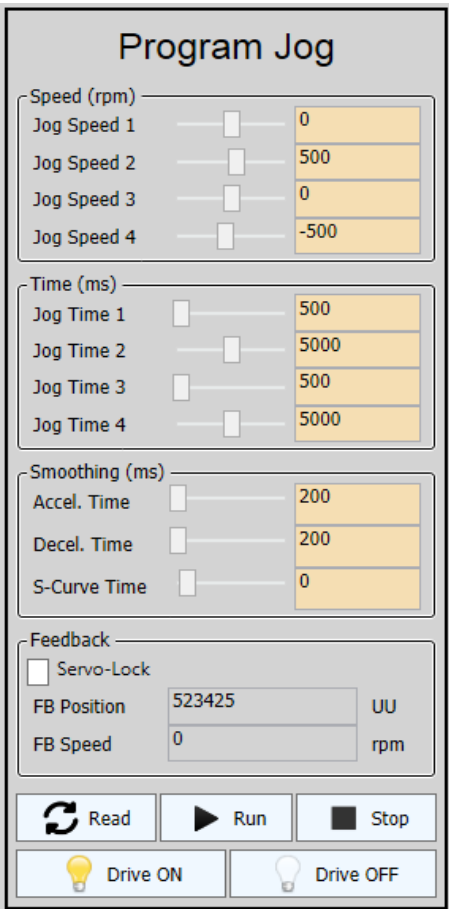 Program Jog
Speed (rpm)
Jog Speed 1 0
Jog Speed 2 500
Jog Speed 3 0
Jog Speed 4 -500
Time (ms)
Jog Time 1 500
Jog Time 2 5000
Jog Time 3 500
Jog Time 4 5000
Smoothing (ms)
Accel. Time 200
Decel. Time 200
S-Curve Time 0
Feedback
Servo-Lock
FB Position 523425 UU
FB Speed 0 rpm
Read Run Stop
Drive ON Drive OFF